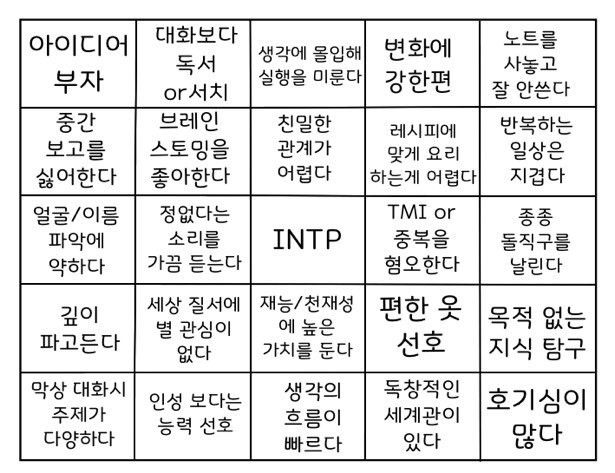 아이디어
부자
대화보다
독서
or서치
생각에 몰입해
실행을 미룬다
변화에
강한편
노트를
사놓고
잘 안쓴다
중간
보고를
싫어한다
브레인
스토밍을
좋아한다
친밀한
관계가
어렵다
레시피에
맞게 요리
하는게 어렵다
반복하는
일상은
지겹다
얼굴/이름
파악에
약하다
정없다는
소리를
가끔 듣는다
INTP
TMI or
중복을
혐오한다
종종
돌직구를
날린다
깊이
파고든다
세상 질서에
별 관심이
없다
재능/천재성
에 높은
가치를 둔다
편한 옷
선호
목적 없는
지식 탐구
막상 대화시
주제가
다양하다
인성 보다는
능력 선호
생각의
흐름이
빠르다
독창적인
세계관이
있다
호기심이
많다